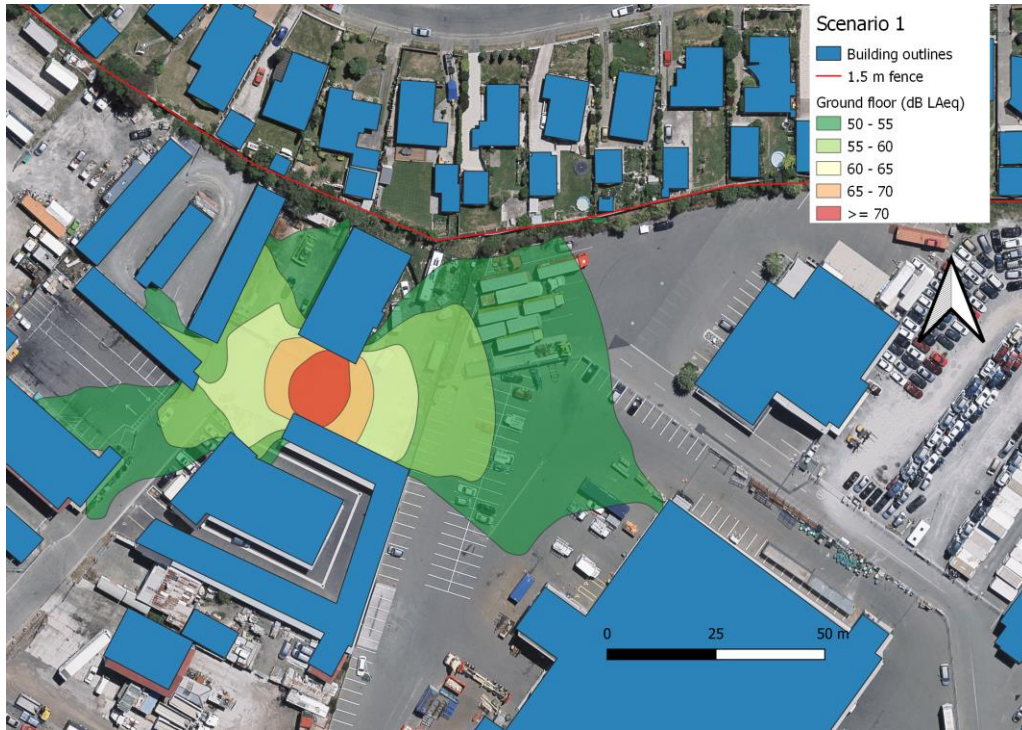 Scenario 1
Building outlines
1.5 m fence
Ground floor (dB LAeq)
50 - 55
55 - 60
60 - 65
65 - 70
>= 70
0 25 50 m